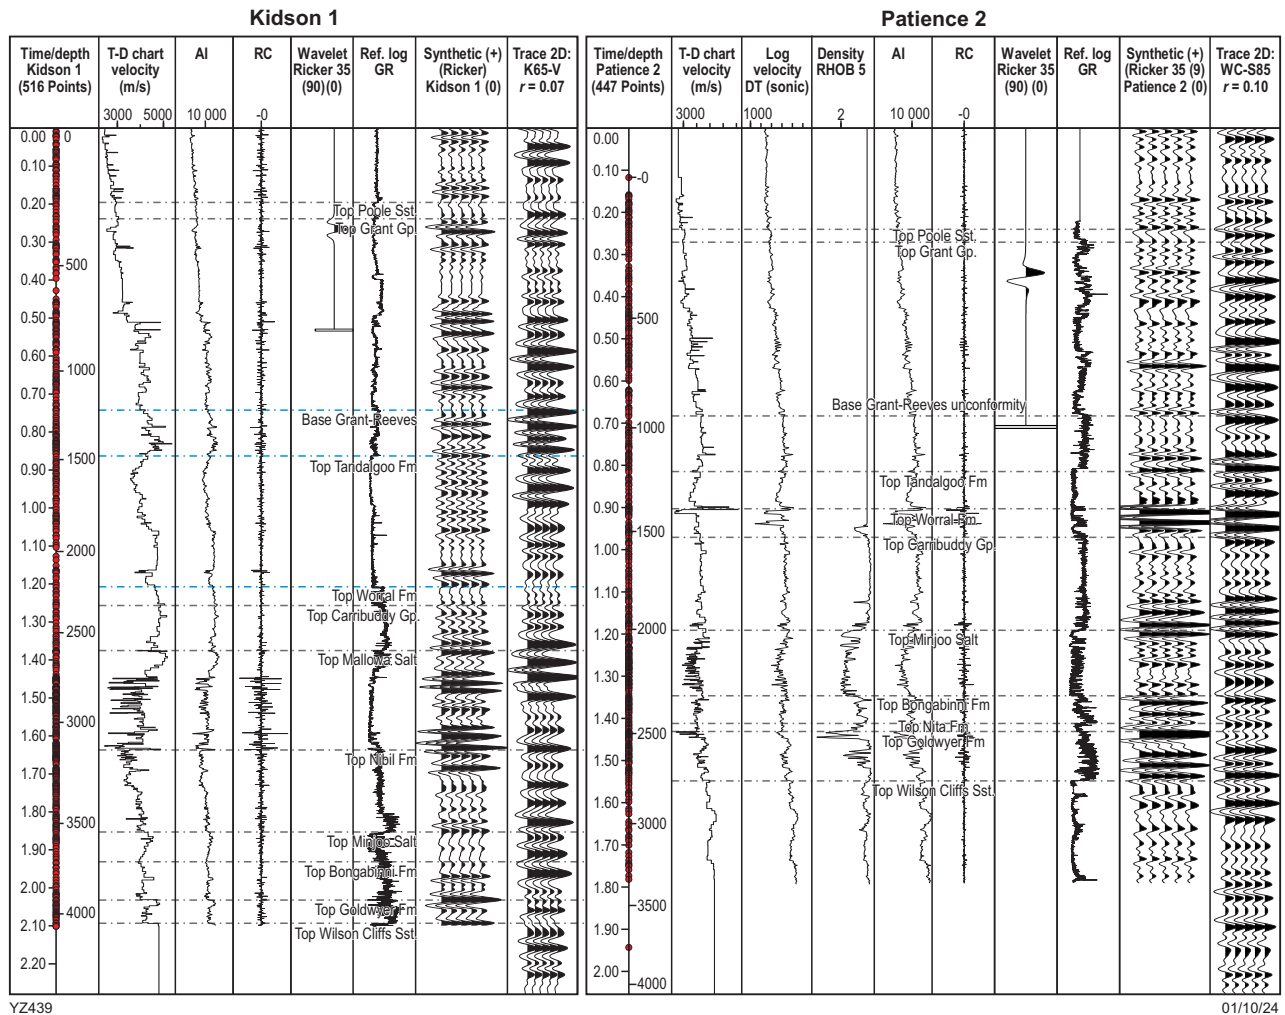 Kidson 1
Time/depth
Kidson 1
(516 Points)
T-D chart
velocity
(m/s)
3000 5000
AI
10 000
RC
-0
Wavelet
Ricker 35
(90)(0)
Ref. log
GR
Synthetic (+)
(Ricker)
Kidson 1 (0)
Trace 2D:
K65-V
r = 0.07
0.00
0.10
0.20
0.30
0.40
0.50
0.60
0.70
0.80
0.90
1.00
1.10
1.20
1.30
1.40
1.50
1.60
1.70
1.80
1.90
2.00
2.10
2.20
0
500
1000
1500
2000
2500
3000
3500
4000
Top Poole Sst.
Top Grant Gp.
Base Grant-Reeves
Top Tandalgoo Fm
Top Worral Fm
Top Carribuddy Gp.
Top Mallowa Salt
Top Nibil Fm
Top Minjoo Salt
Top Bongabinni Fm
Top Goldwyer Fm
Top Wilson Cliffs Sst.
Patience 2
Time/depth
Patience 2
(447 Points)
T-D chart
velocity
(m/s)
3000
Log
velocity
DT (sonic)
1000
Density
RHOB 5
2
AI
10 000
RC
-0
Wavelet
Ricker 35
(90) (0)
Ref. log
GR
Synthetic (+)
(Ricker 35 (9)
Patience 2 (0)
Trace 2D:
WC-S85
r = 0.10
0.00
0.10
0.20
0.30
0.40
0.50
0.60
0.70
0.80
0.90
1.00
1.10
1.20
1.30
1.40
1.50
1.60
1.70
1.80
1.90
2.00
-0
500
1000
1500
2000
2500
3000
3500
4000
Top Poole Sst.
Top Grant Gp.
Base Grant-Reeves unconformity
Top Tandalgoo Fm
Top Worral Fm
Top Carribuddy Gp.
Top Minjoo Salt
Top Bongabinni Fm
Top Nita Fm
Top Goldwyer Fm
Top Wilson Cliffs Sst.
YZ439
01/10/24